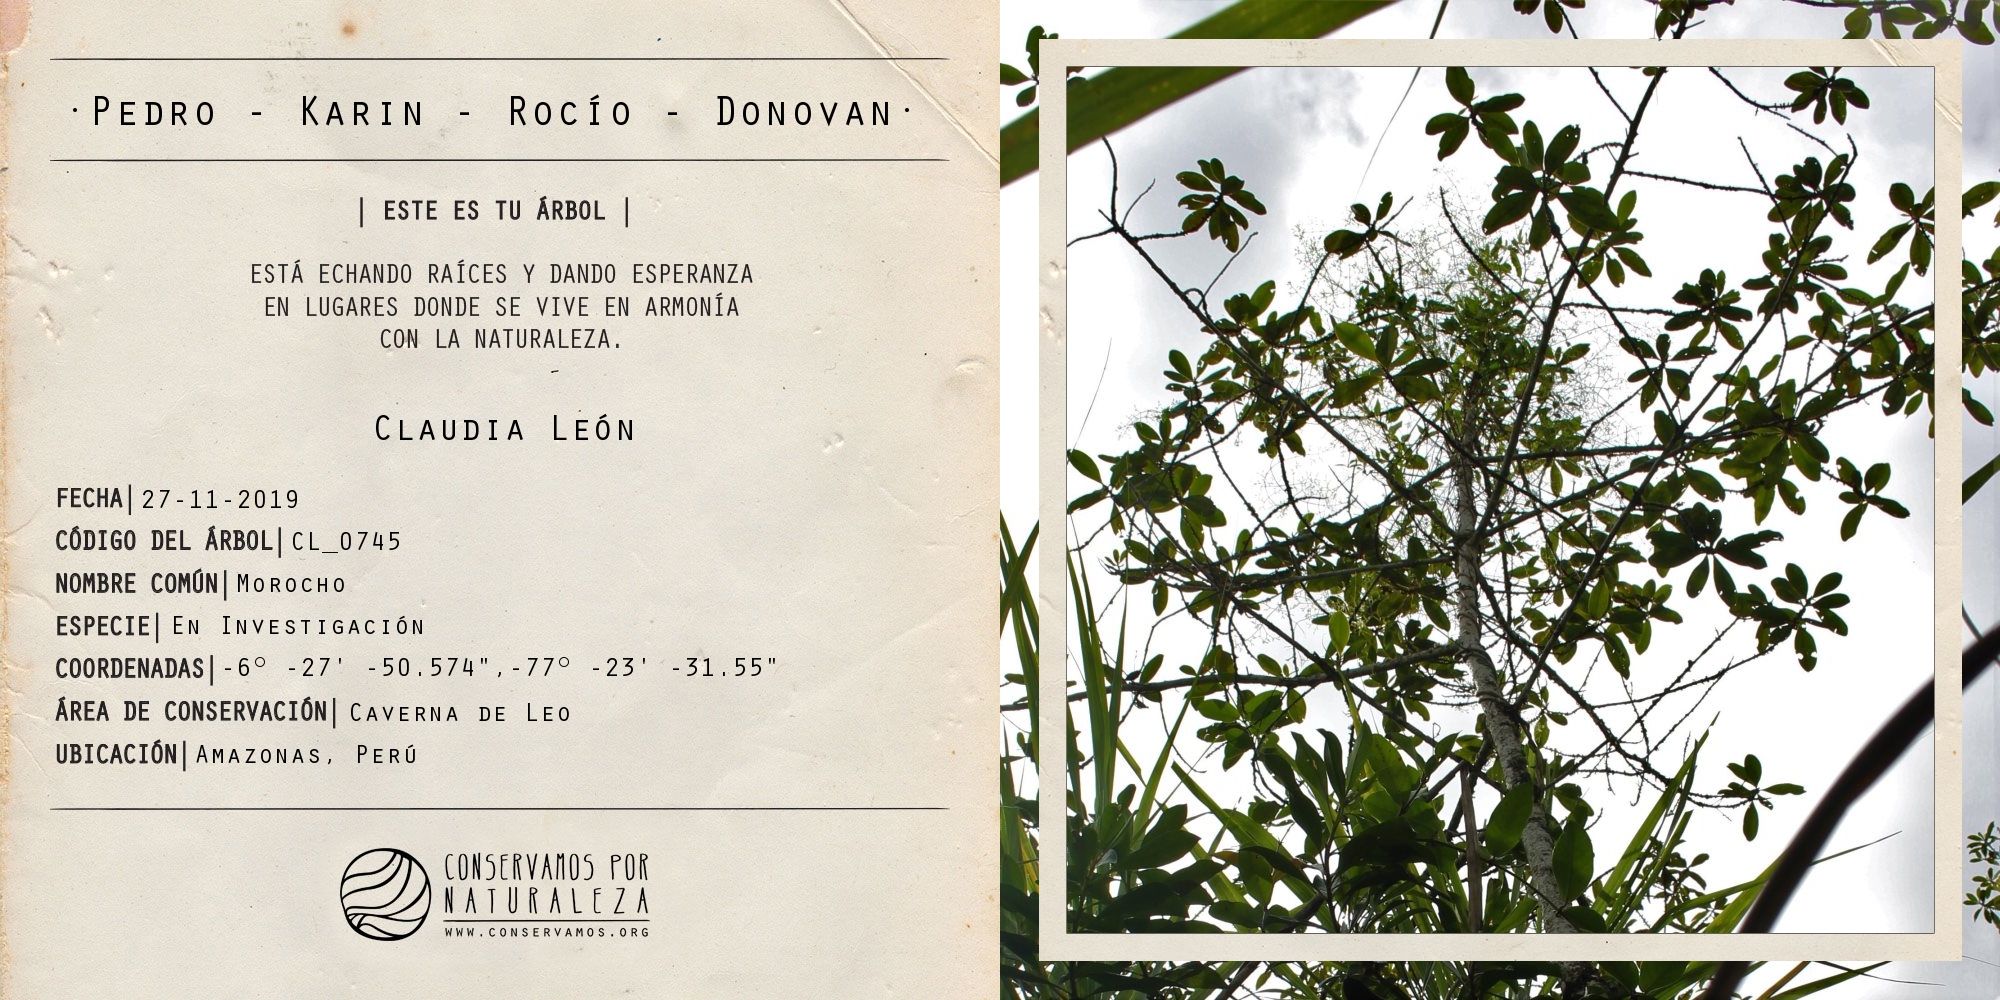 · Pedro - Karin - Rocío - Donovan ·
| ESTE ES TU ÁRBOL |
ESTÁ ECHANDO RAÍCES Y DANDO ESPERANZA
EN LUGARES DONDE SE VIVE EN ARMONÍA
CON LA NATURALEZA.
Claudia León
FECHA| 27-11-2019
CÓDIGO DEL ÁRBOL| CL_0745
NOMBRE COMÚN| Morocho
ESPECIE| En Investigación
COORDENADAS| -6° -27' -50.574",-77° -23' -31.55"
ÁREA DE CONSERVACIÓN| Caverna de Leo
UBICACIÓN| Amazonas, Perú
CONSERVAMOS POR
NATURALEZA
WWW.CONSERVAMOS.ORG